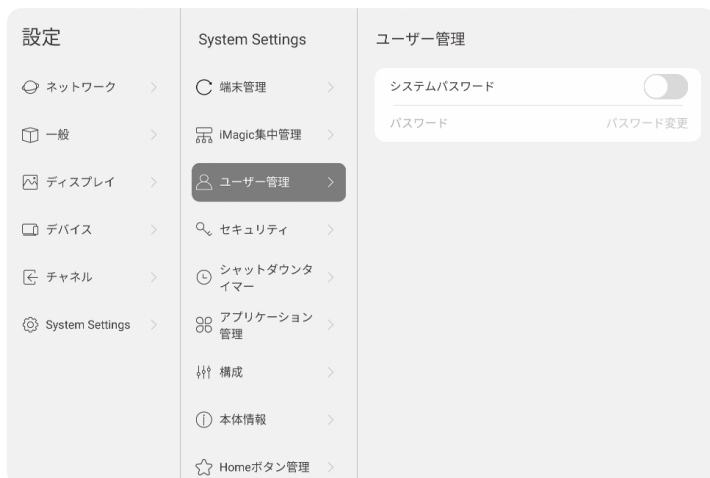 設定
ネットワーク
一般
ディスプレイ
デバイス
チャネル
System Settings
System Settings
端末管理
iMagic集中管理
ユーザー管理
セキュリティ
シャットダウンタ
イマー
アプリケーション
管理
構成
本体情報
Homeボタン管理
ユーザー管理
システムパスワード
パスワード
パスワード変更